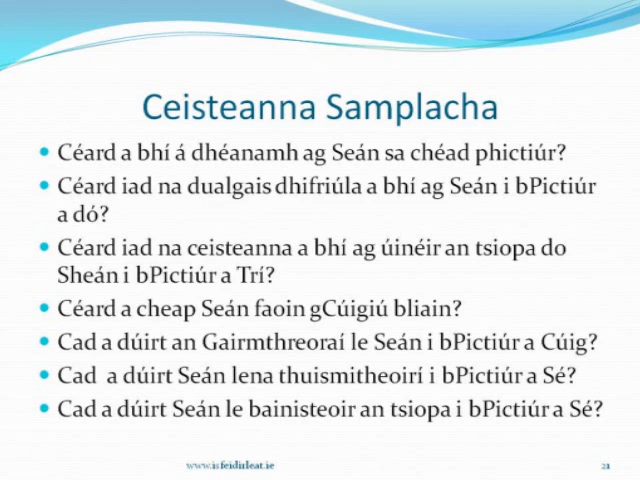 Ceisteanna Samplacha
• Céard a bhí á dhéanamh ag Seán sa chéad phictiúr?
• Céard iad na dualgais dhifriúla a bhí ag Seán i bPictiúr
a dó?
• Céard iad na ceisteanna a bhí ag úinéir an tsiopa do
Sheán i bPictiúr a Trí?
• Céard a cheap Seán faoin gCúigiú bliain?
• Cad a dúirt an Gairmthreoraí le Seán i bPictiúr a Cúig?
• Cad a dúirt Seán lena thuismitheoirí i bPictiúr a Sé?
• Cad a dúirt Seán le bainisteoir an tsiopa i bPictiúr a Sé?
www.isfeidirleat.ie 21